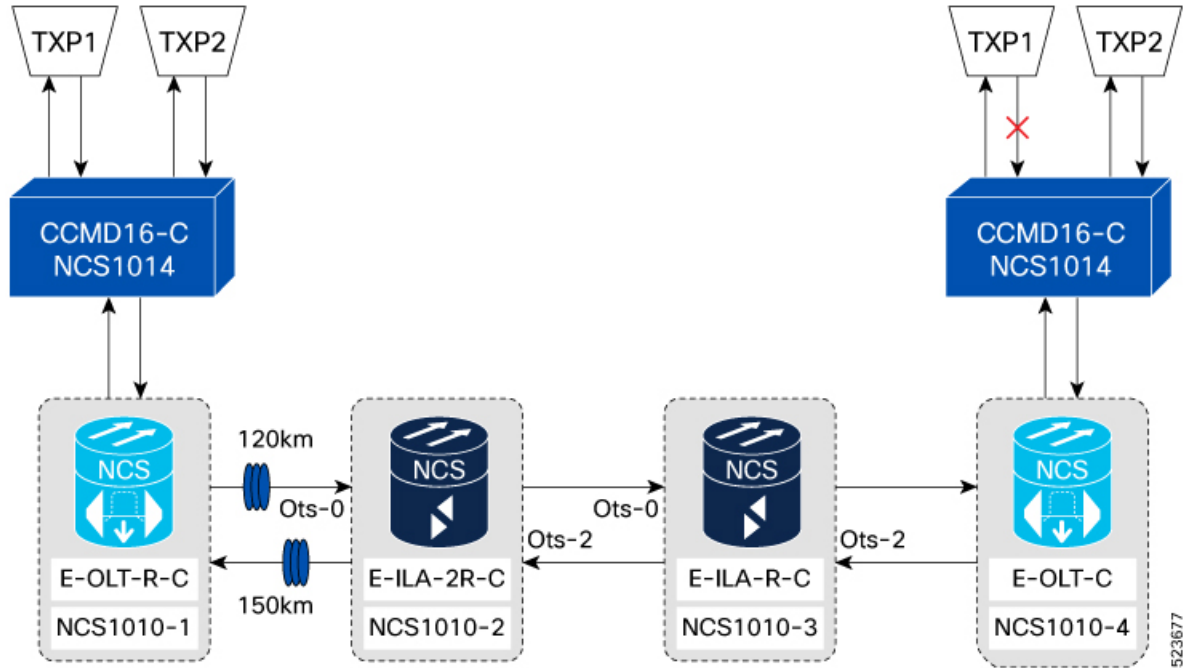 TXP1
TXP2
TXP1
TXP2
CCMD16-C
NCS1014
CCMD16-C
NCS1014
120km
NCS
NCS
NCS
NCS
Ots-0
Ots-0
Ots-2
Ots-2
150km
E-OLT-R-C
E-ILA-2R-C
E-ILA-R-C
E-OLT-C
NCS1010-1
NCS1010-2
NCS1010-3
NCS1010-4
523677